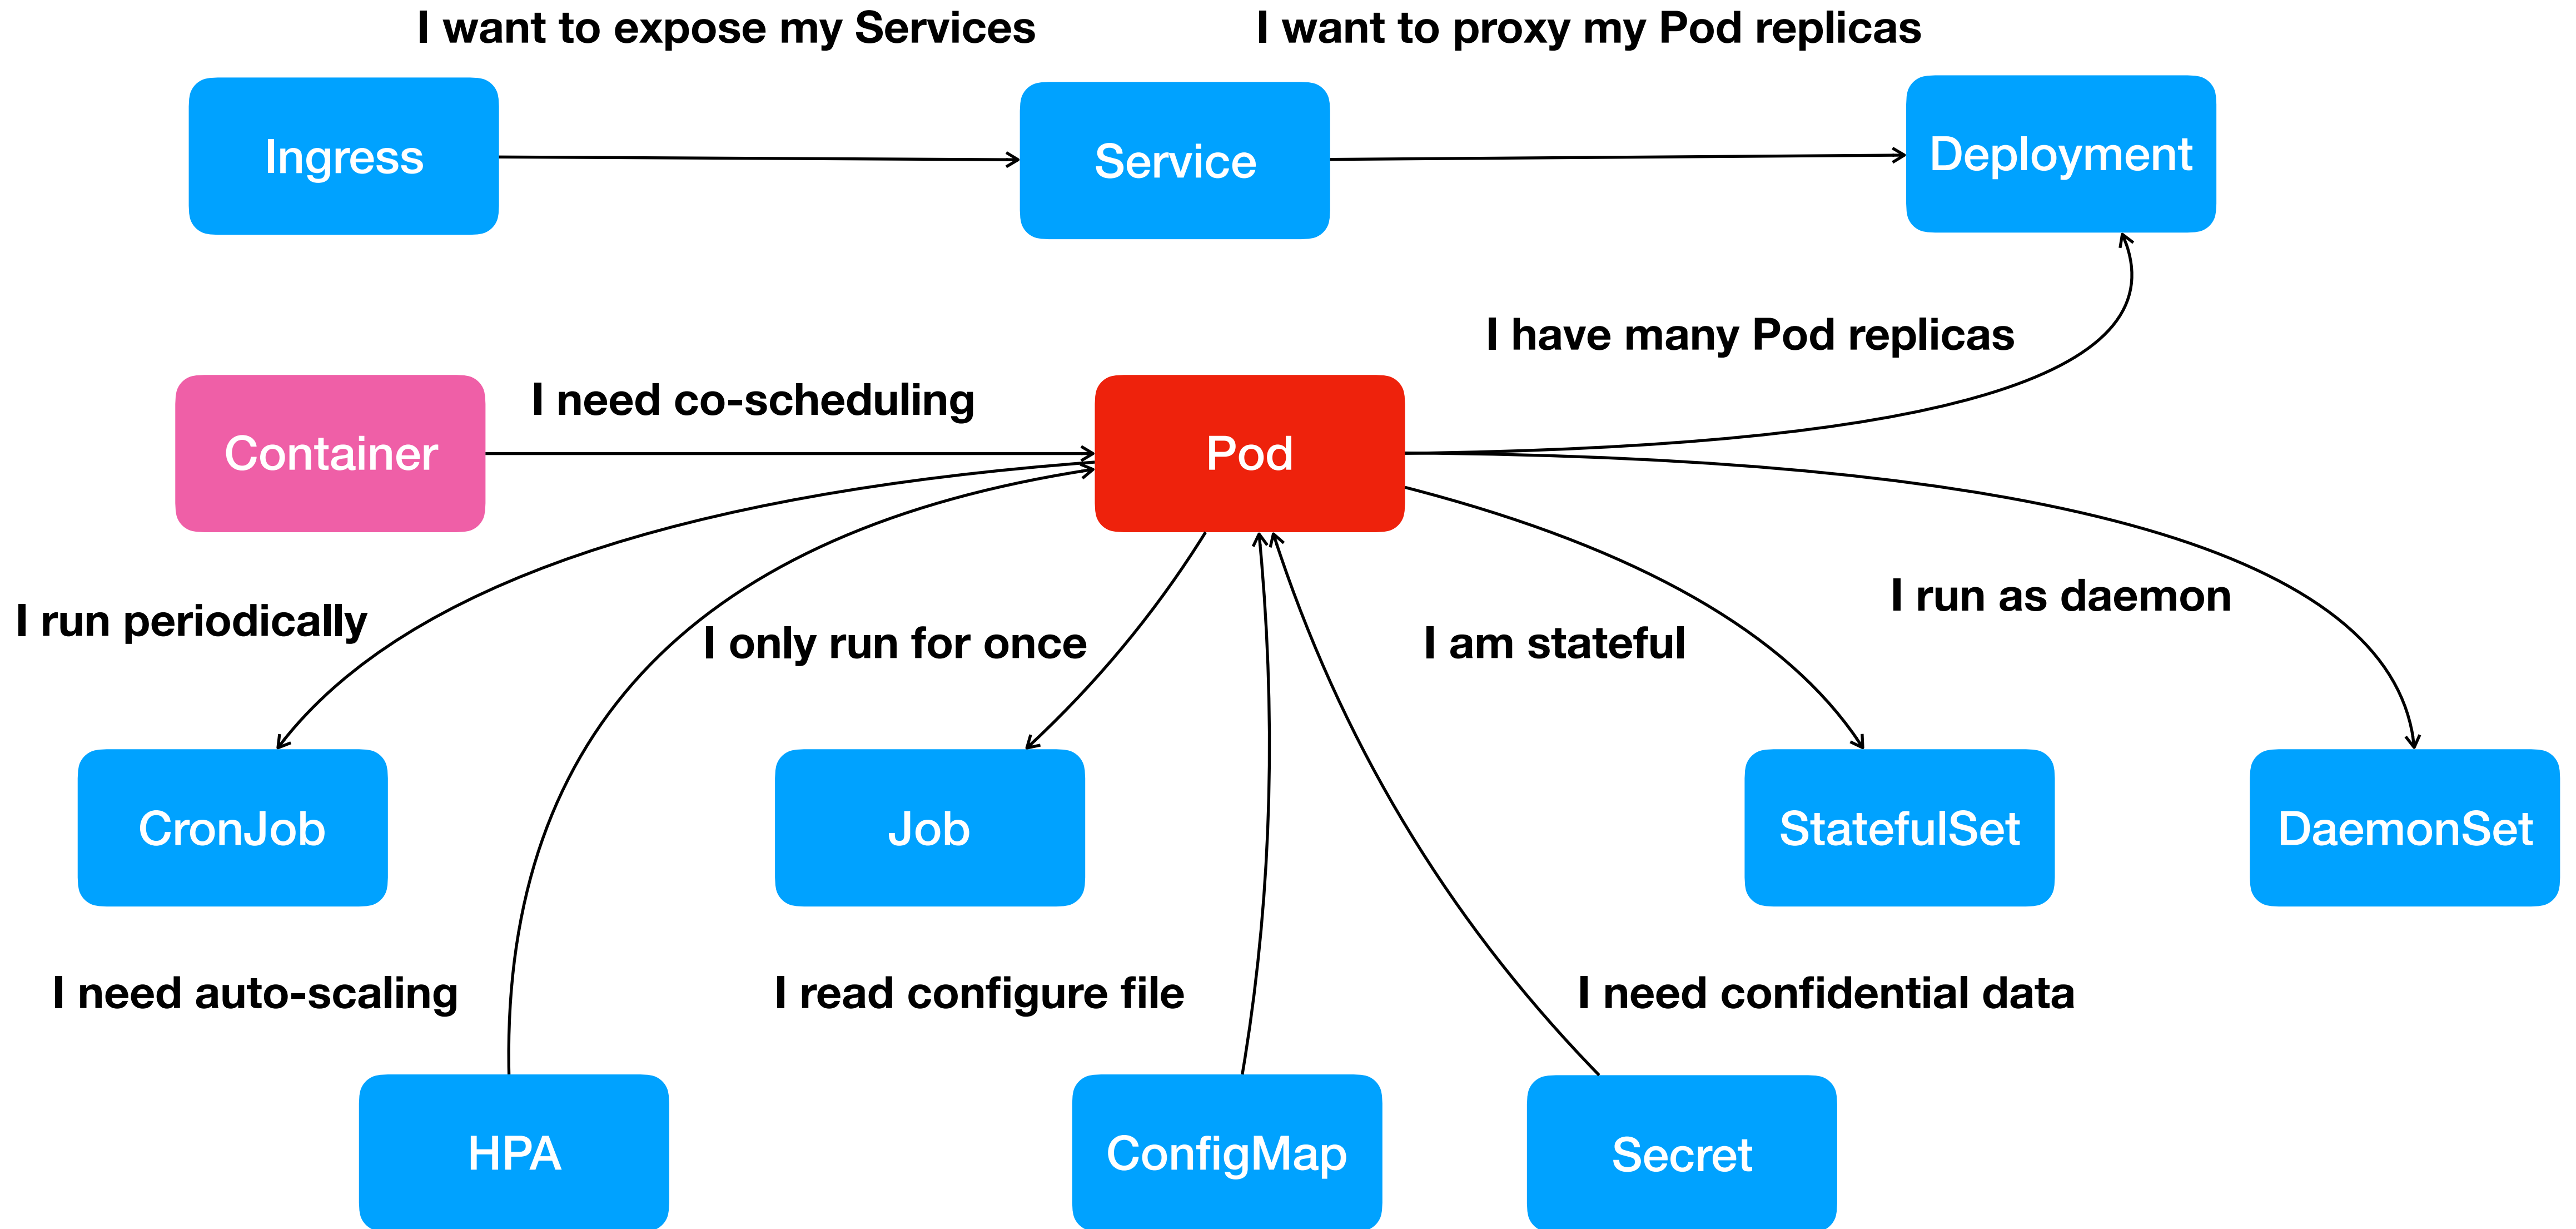 I want to expose my Services
I want to proxy my Pod replicas
Ingress
Service
Deployment
I have many Pod replicas
I need co-scheduling
Container
Pod
I run periodically
I only run for once
I am stateful
I run as daemon
CronJob
Job
StatefulSet
DaemonSet
I need auto-scaling
I read configure file
I need confidential data
HPA
ConfigMap
Secret